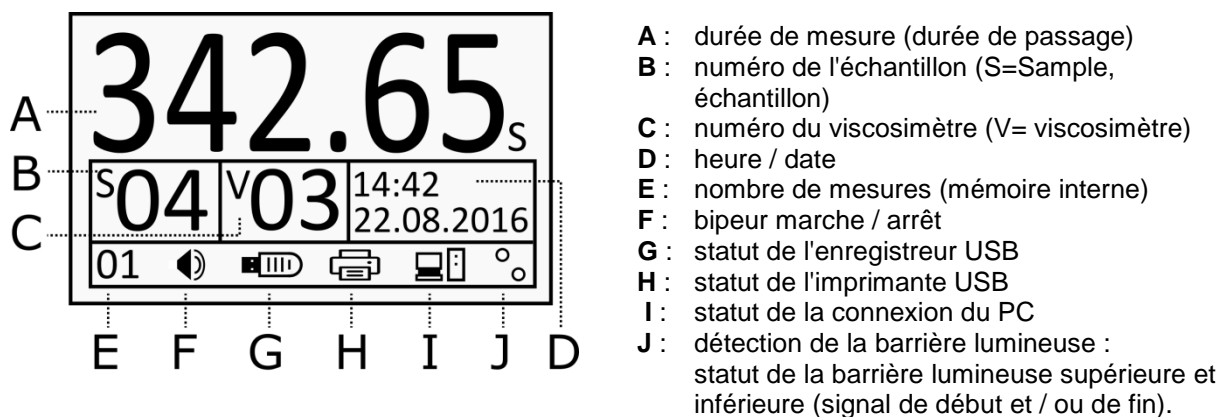 342.65 S
A
B
C
S04
V03
14:42
22.08.2016
01
E F G H I J D
A : durée de mesure (durée de passage)
B : numéro de l'échantillon (S=Sample,
échantillon)
C : numéro du viscosimètre (V= viscosimètre)
D : heure / date
E : nombre de mesures (mémoire interne)
F : bipeur marche / arrêt
G : statut de l'enregistreur USB
H : statut de l'imprimante USB
I : statut de la connexion du PC
J : détection de la barrière lumineuse :
statut de la barrière lumineuse supérieure et
inférieure (signal de début et / ou de fin).